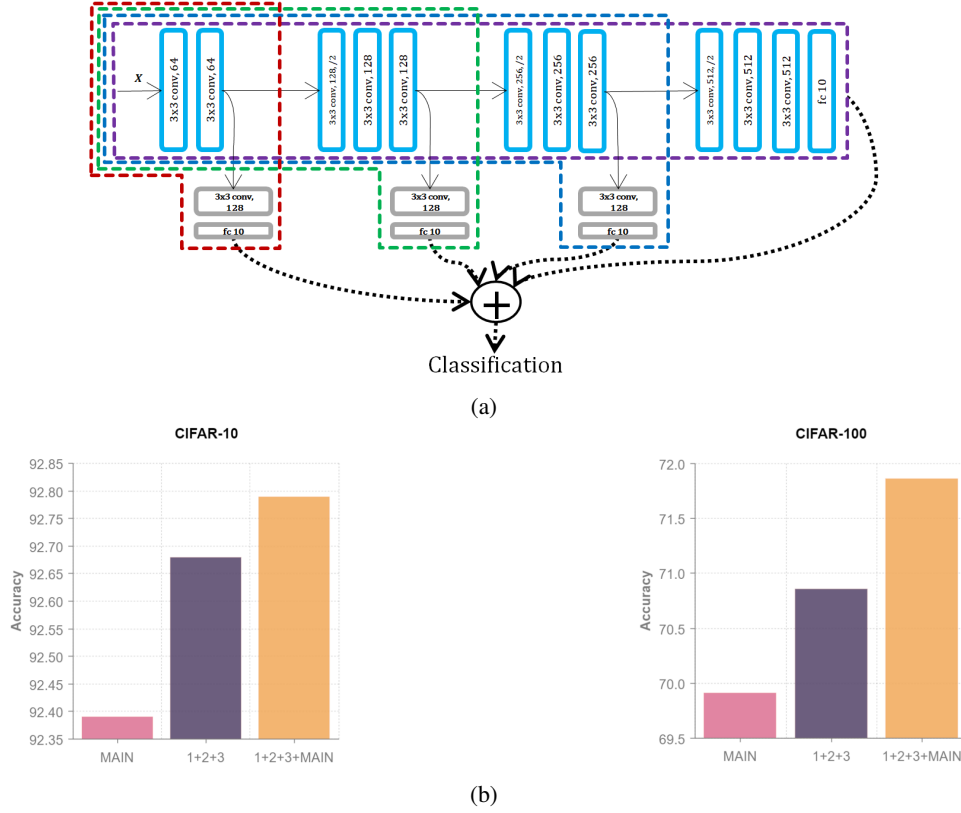 X
3x3 conv, 64
3x3 conv, 64
3x3 conv, 128, /2
3x3 conv, 128
3x3 conv, 128
3x3 conv, 256, /2
3x3 conv, 256
3x3 conv, 256
3x3 conv, 512, /2
3x3 conv, 512
3x3 conv, 512
fc 10
3x3 conv,
128
fc 10
3x3 conv,
128
fc 10
3x3 conv,
128
fc 10
+
Classification
(a)
CIFAR-10
92.85
92.80
92.75
92.70
92.65
92.60
92.55
92.50
92.45
92.40
92.35
Accuracy
MAIN
1+2+3
1+2+3+MAIN
CIFAR-100
72.0
71.5
71.0
70.5
70.0
69.5
Accuracy
MAIN
1+2+3
1+2+3+MAIN
(b)